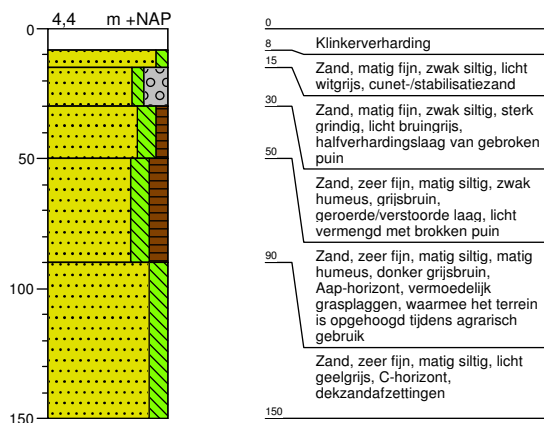 4,4 m +NAP
0
50
100
150
0
8
Klinkerverharding
15
Zand, matig fijn, zwak siltig, licht
witgrijs, cunet-/stabilisatiezand
30
Zand, matig fijn, zwak siltig, sterk
grindig, licht bruingrijs,
halfverhardingslaag van gebroken
puin
50
Zand, zeer fijn, matig siltig, zwak
humeus, grijsbruin,
geroerde/verstoorde laag, licht
vermengd met brokken puin
90
Zand, zeer fijn, matig siltig, matig
humeus, donker grijsbruin,
Aap-horizont, vermoedelijk
grasplaggen, waarmee het terrein
is opgehoogd tijdens agrarisch
gebruik
Zand, zeer fijn, matig siltig, licht
geelgrijs, C-horizont,
dekzandafzettingen
150